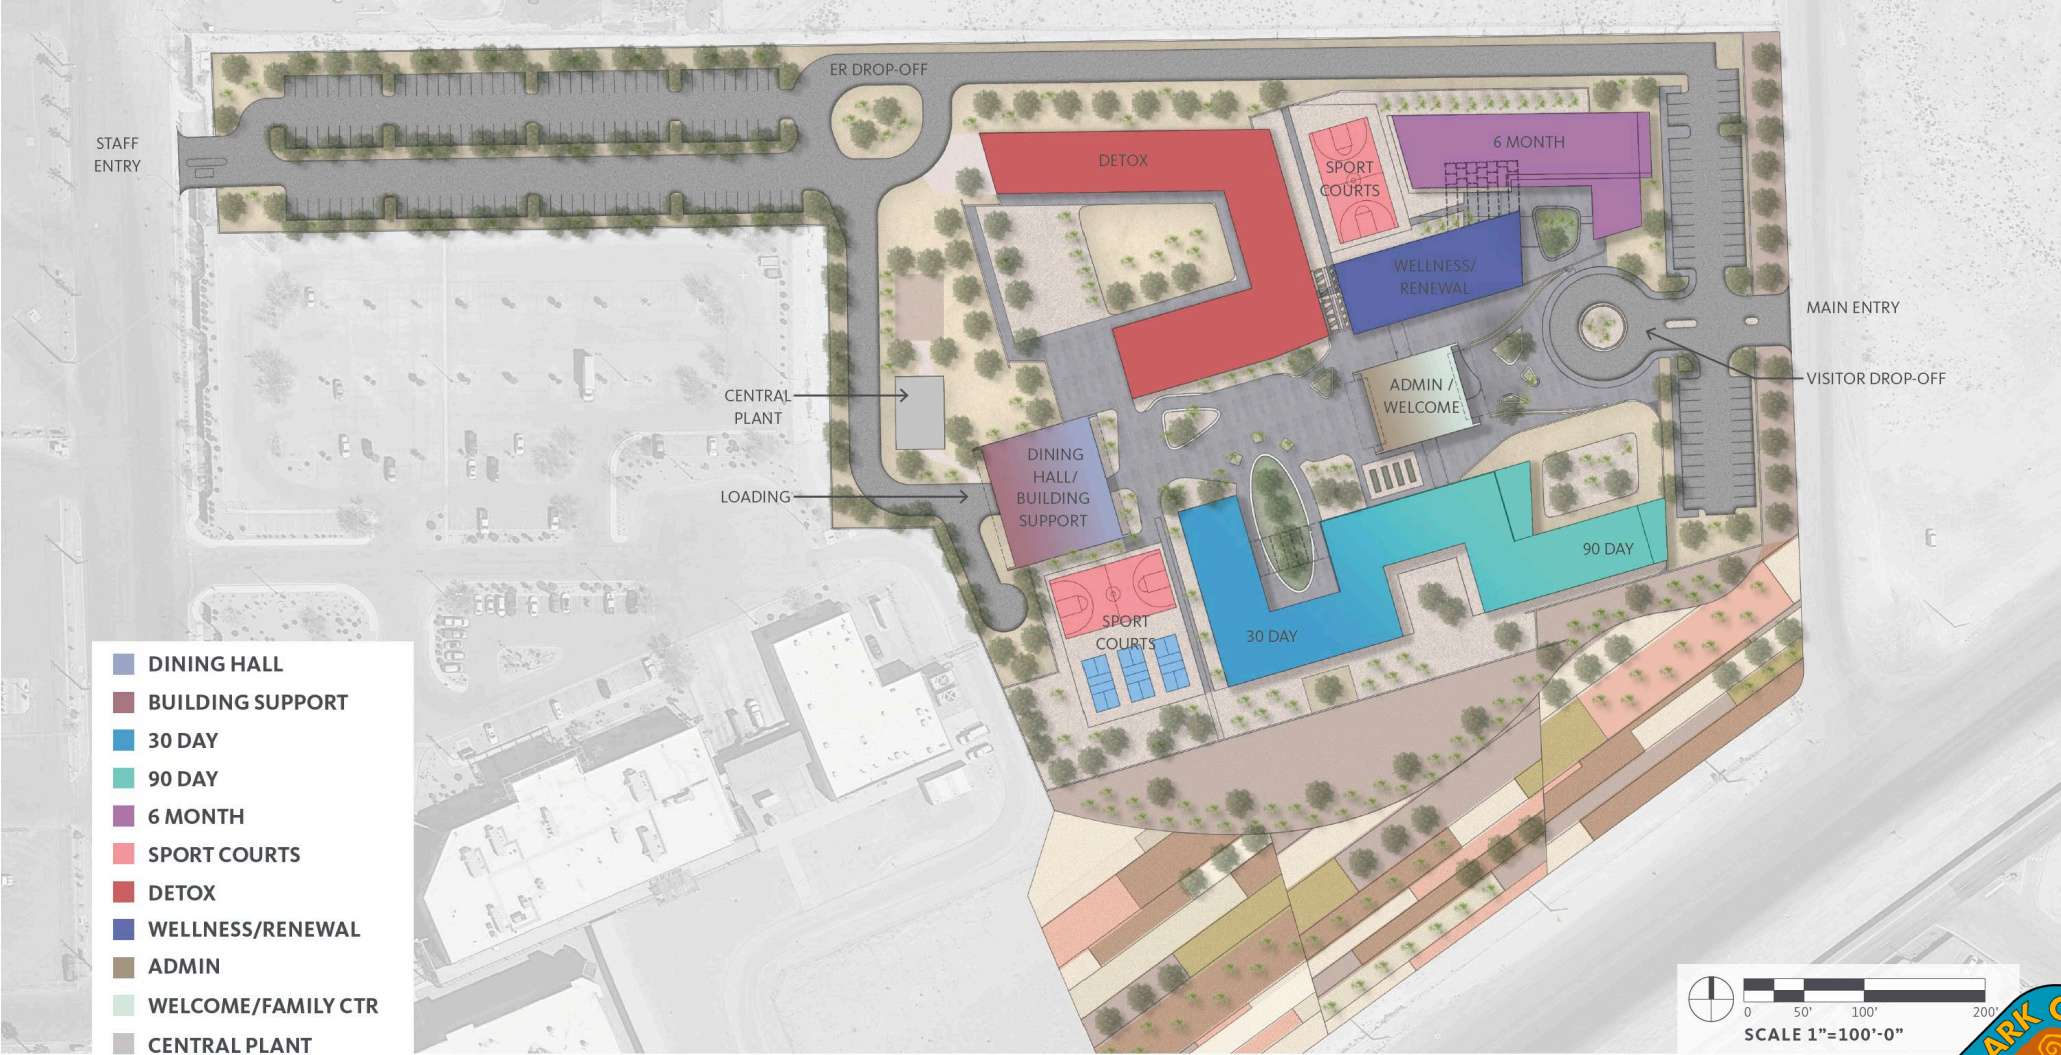 ER DROP-OFF
STAFF
ENTRY
DETOX
SPORT
COURTS
6 MONTH
WELLNESS/
RENEWAL
MAIN ENTRY
VISITOR DROP-OFF
CENTRAL
PLANT
ADMIN /
WELCOME
LOADING
DINING
HALL/
BUILDING
SUPPORT
90 DAY
30 DAY
SPORT
COURTS
DINING HALL
BUILDING SUPPORT
30 DAY
90 DAY
6 MONTH
SPORT COURTS
DETOX
WELLNESS/RENEWAL
ADMIN
WELCOME/FAMILY CTR
CENTRAL PLANT
0 50' 100' 200'
SCALE 1"=100'-0"
ARK